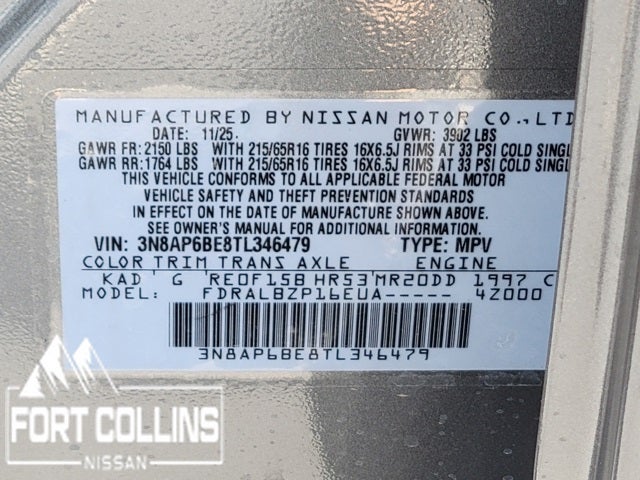 MANUFACTURED BY NISSAN MOTOR CO., LTD
DATE: 11/25 GVWR: 3902 LBS
GAWR FR: 2150 LBS WITH 215/65R16 TIRES 16X6.5J RIMS AT 33 PSI COLD SINGL
GAWR RR: 1764 LBS WITH 215/65R16 TIRES 16X6.5J RIMS AT 33 PSI COLD SINGL
THIS VEHICLE CONFORMS TO ALL APPLICABLE FEDERAL MOTOR
VEHICLE SAFETY AND THEFT PREVENTION STANDARDS
IN EFFECT ON THE DATE OF MANUFACTURE SHOWN ABOVE.
SEE OWNER'S MANUAL FOR ADDITIONAL INFORMATION.
VIN: 3N8AP6BE8TL346479 TYPE: MPV
COLOR TRIM TRANS AXLE ENGINE
KAD G RE0F15B HR53 MR20DD 1997 C
FDRALBZP16EUA----- 4Z000
3N8AP6BE8TL346479
FORT COLLINS
NISSAN